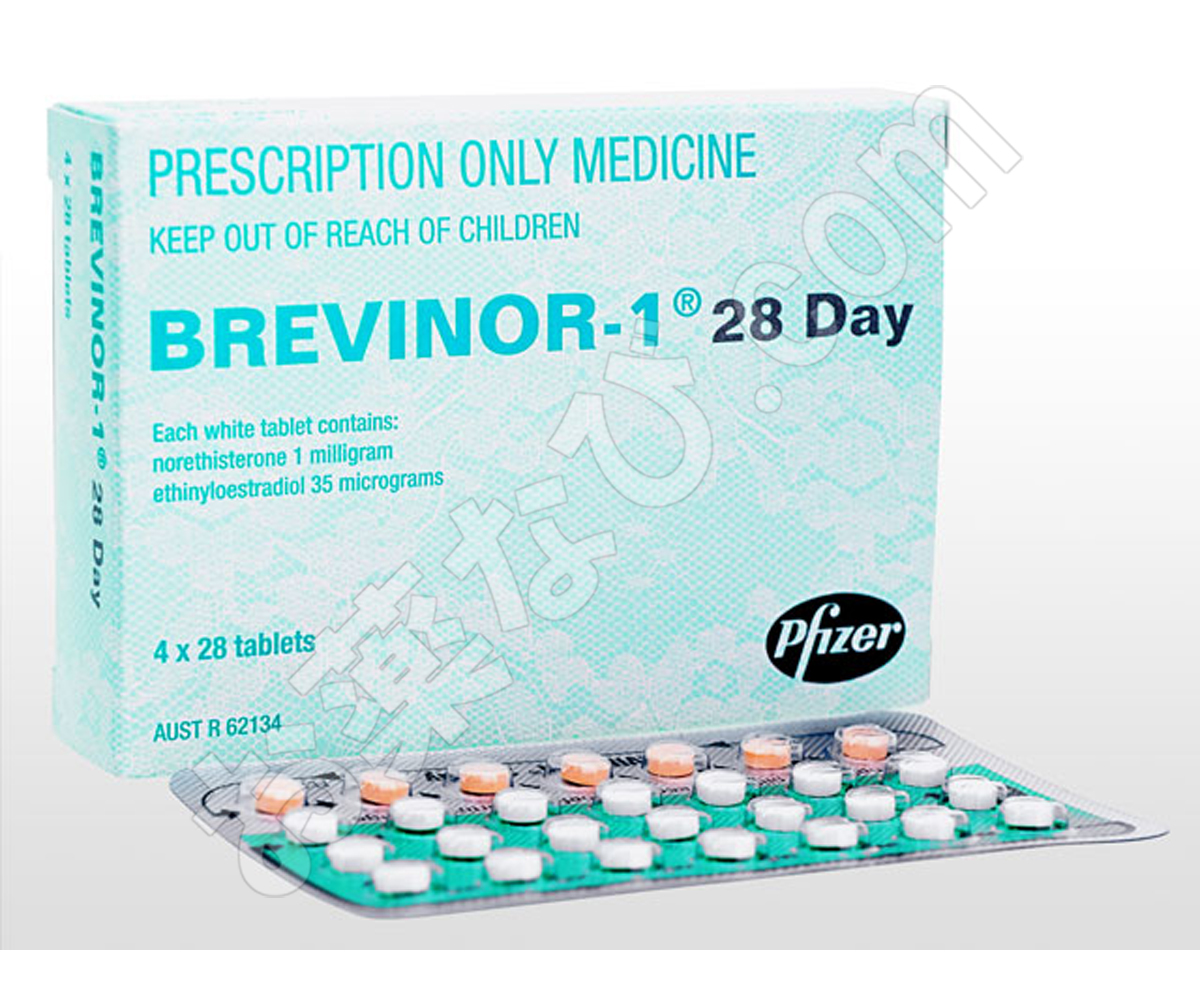 PRESCRIPTION ONLY MEDICINE
KEEP OUT OF REACH OF CHILDREN
BREVINOR-1® 28 Day
Each white tablet contains:
norethisterone 1 milligram
ethinyloestradiol 35 micrograms
4 x 28 tablets
AUST R 62134
Pfizer
BREVINOR-1® 28 Day
4 x 28 tablets
お薬なび.com